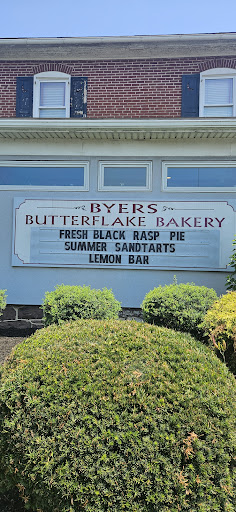 BYERS
BUTTERFLAKE BAKERY
FRESH BLACK RASP PIE
SUMMER SANDTARTS
LEMON BAR